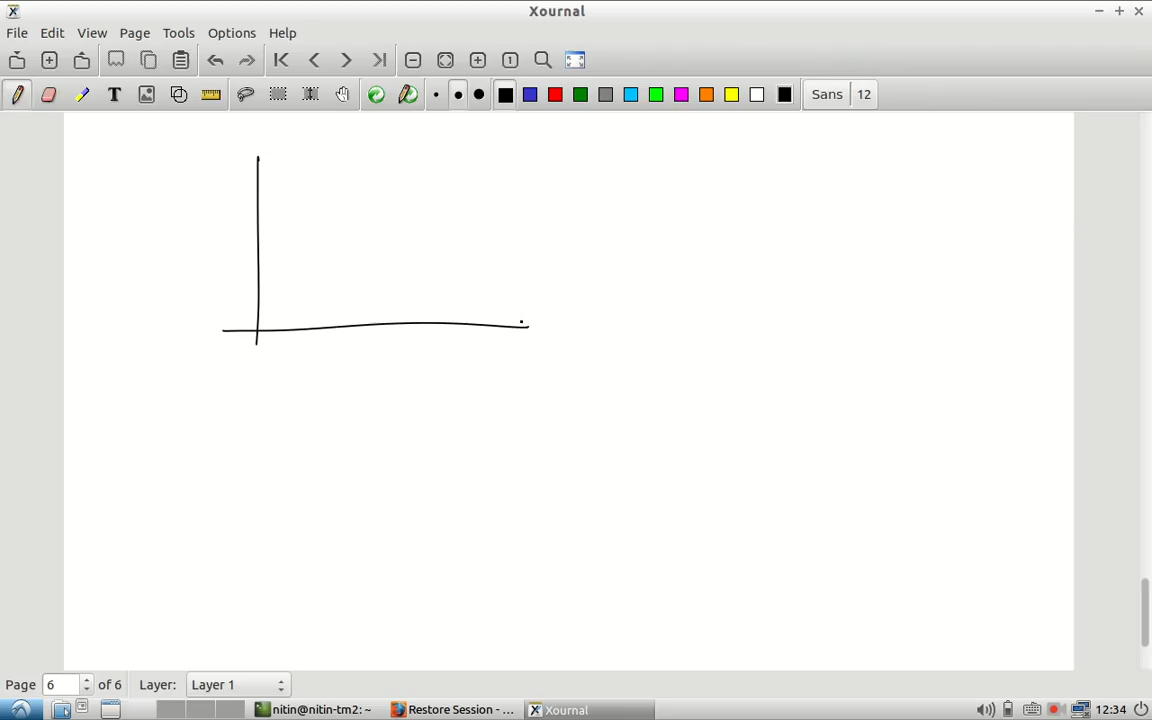 Xournal
File Edit View Page Tools Options Help
T 1 Sans 12
Page 6 of 6 Layer: Layer 1
nitin@nitin-tm2: ~ Restore Session - ... Xournal 12:34